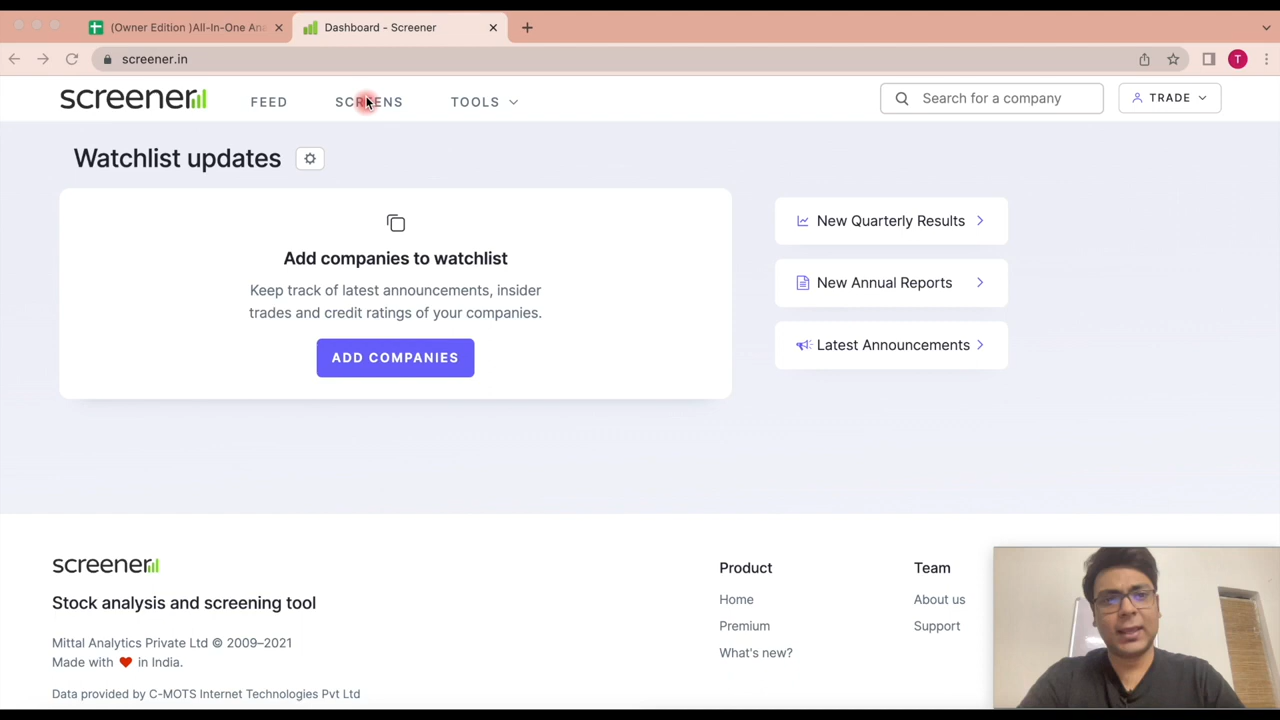 (Owner Edition )All-In-One Ana
Dashboard - Screener
screener.in
T
screener
FEED
SCREENS
TOOLS
Search for a company
TRADE
Watchlist updates
Add companies to watchlist
Keep track of latest announcements, insider
trades and credit ratings of your companies.
ADD COMPANIES
New Quarterly Results
New Annual Reports
Latest Announcements
screener
Stock analysis and screening tool
Mittal Analytics Private Ltd © 2009–2021
Made with ❤ in India.
Data provided by C-MOTS Internet Technologies Pvt Ltd
Product
Home
Premium
What's new?
Team
About us
Support